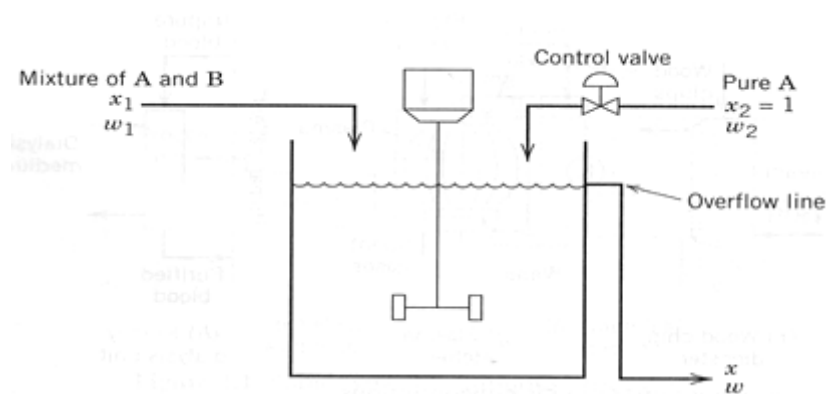 Control valve
Mixture of A and B
x₁
w₁
Pure A
x₂ = 1
w₂
Overflow line
x
w